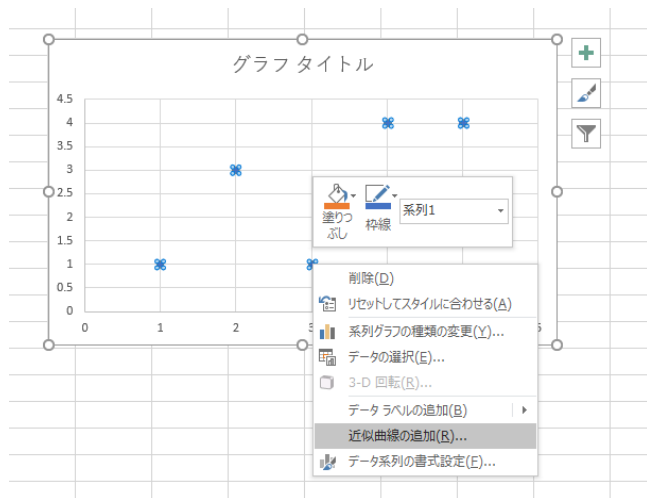 グラフ タイトル
4.5
4
3.5
3
2.5
2
1.5
1
0.5
0
0 1 2
塗りつ
ぶし
枠線
系列1
削除(D)
リセットしてスタイルに合わせる(A)
系列グラフの種類の変更(Y)...
データの選択(E)...
3-D 回転(R)...
データ ラベルの追加(B)
近似曲線の追加(R)...
データ系列の書式設定(F)...